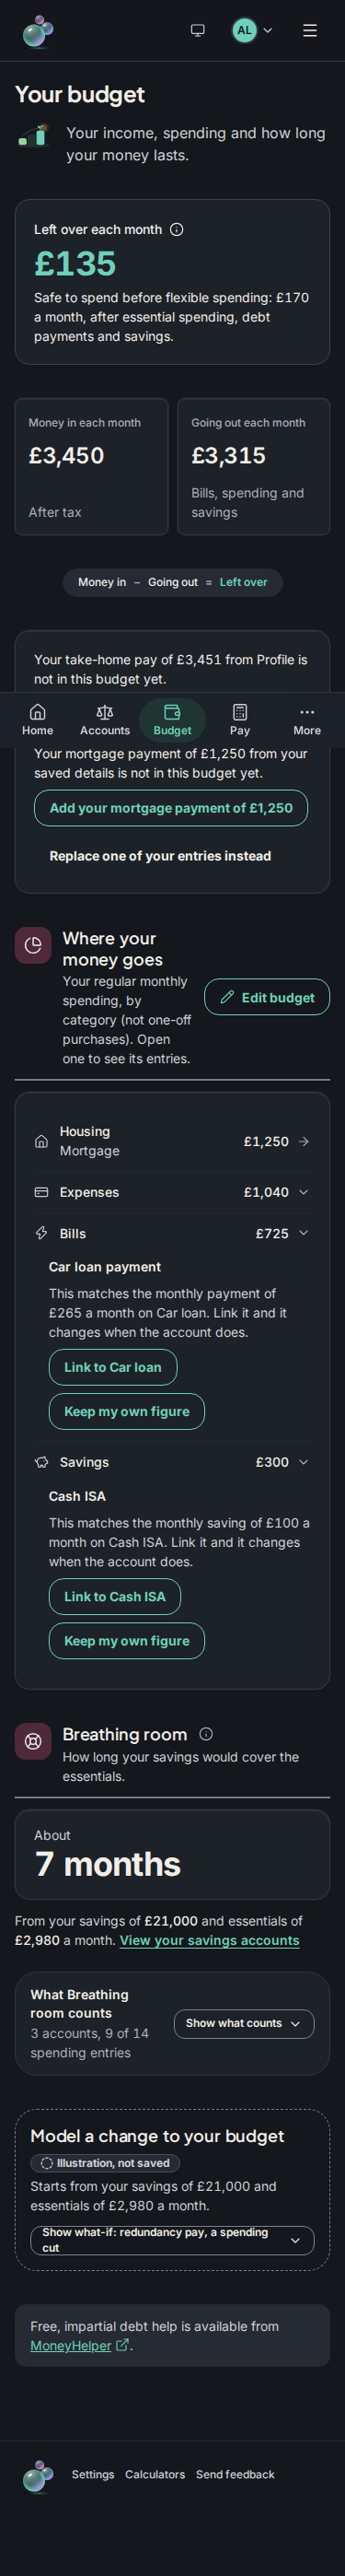 AL
Your budget
Your income, spending and how long
your money lasts.
Left over each month
£135
Safe to spend before flexible spending: £170
a month, after essential spending, debt
payments and savings.
Money in each month
£3,450
After tax
Going out each month
£3,315
Bills, spending and
savings
Money in − Going out = Left over
Your take-home pay of £3,451 from Profile is
not in this budget yet.
Home Accounts Budget Pay More
Your mortgage payment of £1,250 from your
saved details is not in this budget yet.
Add your mortgage payment of £1,250
Replace one of your entries instead
Where your
money goes
Your regular monthly
spending, by
category (not one-off
purchases). Open
one to see its entries.
Edit budget
Housing
Mortgage
£1,250
Expenses £1,040
Bills £725
Car loan payment
This matches the monthly payment of
£265 a month on Car loan. Link it and it
changes when the account does.
Link to Car loan
Keep my own figure
Savings £300
Cash ISA
This matches the monthly saving of £100 a
month on Cash ISA. Link it and it changes
when the account does.
Link to Cash ISA
Keep my own figure
Breathing room
How long your savings would cover the
essentials.
About
7 months
From your savings of £21,000 and essentials of
£2,980 a month. View your savings accounts
What Breathing
room counts
3 accounts, 9 of 14
spending entries
Show what counts
Model a change to your budget
Illustration, not saved
Starts from your savings of £21,000 and
essentials of £2,980 a month.
Show what-if: redundancy pay, a spending
cut
Free, impartial debt help is available from
MoneyHelper.
Settings Calculators Send feedback